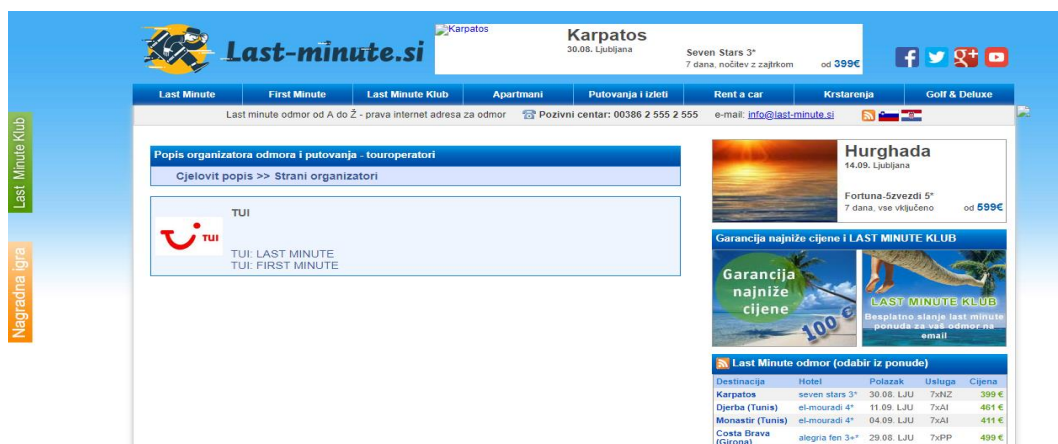 Last-minute.si
Karpatos
Karpatos
30.08. Ljubljana
Seven Stars 3*
7 dana, nočitev z zajtrkom od 399€
Last Minute First Minute Last Minute Klub Apartmani Putovanja i izleti Rent a car Krstarenja Golf & Deluxe
Last minute odmor od A do Ž - prava internet adresa za odmor Pozivni centar: 00386 2 555 2 555 e-mail: info@last-minute.si
Last Minute Klub
Nagradna igra
Popis organizatora odmora i putovanja - touroperatori
Cjelovit popis >> Strani organizatori
TUI
TUI
TUI: LAST MINUTE
TUI: FIRST MINUTE
Hurghada
14.09. Ljubljana
Fortuna-5zvezdi 5*
7 dana, vse vključeno od 599€
Garancija najniže cijene i LAST MINUTE KLUB
Garancija
najniže
cijene
100 €
LAST MINUTE KLUB
Besplatno slanje last minute
ponuda za vaš odmor na
email
Last Minute odmor (odabir iz ponude)
Destinacija Hotel Polazak Usluga Cijena
Karpatos seven stars 3* 30.08. LJU 7xNZ 399 €
Djerba (Tunis) el-mouradi 4* 11.09. LJU 7xAI 461 €
Monastir (Tunis) el-mouradi 4* 04.09. LJU 7xAI 411 €
Costa Brava
(Girona) alegria fen 3+* 29.08. LJU 7xPP 499 €